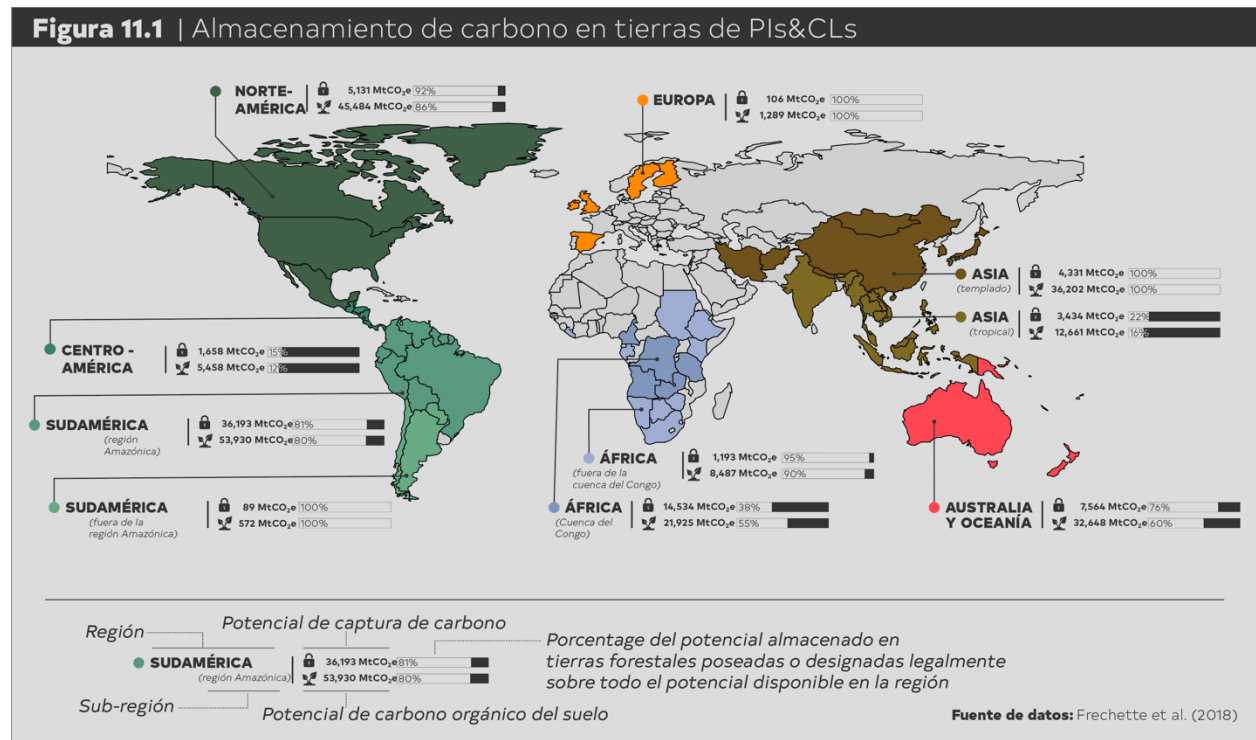 Figura 11.1 | Almacenamiento de carbono en tierras de PIs&CLs
NORTE-
AMÉRICA
5,131 MtCO₂e 92%
45,484 MtCO₂e 86%
EUROPA
106 MtCO₂e 100%
1,289 MtCO₂e 100%
ASIA
(templado)
4,331 MtCO₂e 100%
36,202 MtCO₂e 100%
ASIA
(tropical)
3,434 MtCO₂e 22%
12,661 MtCO₂e 16%
CENTRO -
AMÉRICA
1,658 MtCO₂e 15%
5,458 MtCO₂e 12%
SUDAMÉRICA
(región
Amazónica)
36,193 MtCO₂e 81%
53,930 MtCO₂e 80%
ÁFRICA
(fuera de la
cuenca del Congo)
1,193 MtCO₂e 95%
8,487 MtCO₂e 90%
SUDAMÉRICA
(fuera de la
región Amazónica)
89 MtCO₂e 100%
572 MtCO₂e 100%
ÁFRICA
(Cuenca del
Congo)
14,534 MtCO₂e 38%
21,925 MtCO₂e 55%
AUSTRALIA
Y OCEANÍA
7,564 MtCO₂e 76%
32,648 MtCO₂e 60%
Región
Potencial de captura de carbono
SUDAMÉRICA
(región Amazónica)
36,193 MtCO₂e 81%
53,930 MtCO₂e 80%
Porcentage del potencial almacenado en
tierras forestales poseadas o designadas legalmente
sobre todo el potencial disponible en la región
Sub-región
Potencial de carbono orgánico del suelo
Fuente de datos: Frechette et al. (2018)